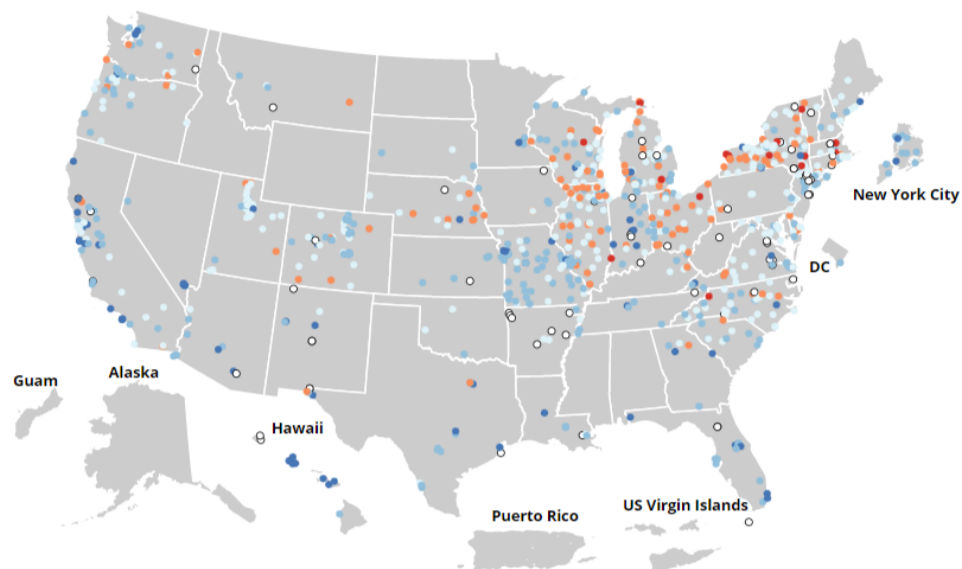 New York City
DC
Guam
Alaska
Hawaii
US Virgin Islands
Puerto Rico